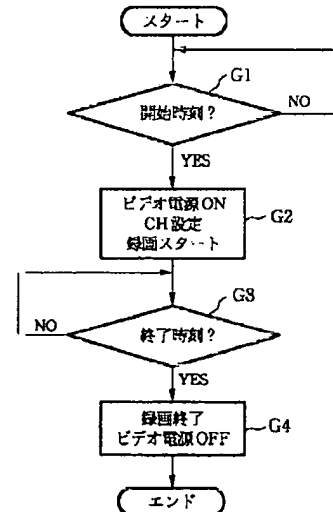 スタート
G1
開始時刻？
NO
YES
ビデオ電源ON
CH設定
録画スタート
G2
G3
終了時刻？
NO
YES
録画終了
ビデオ電源OFF
G4
エンド